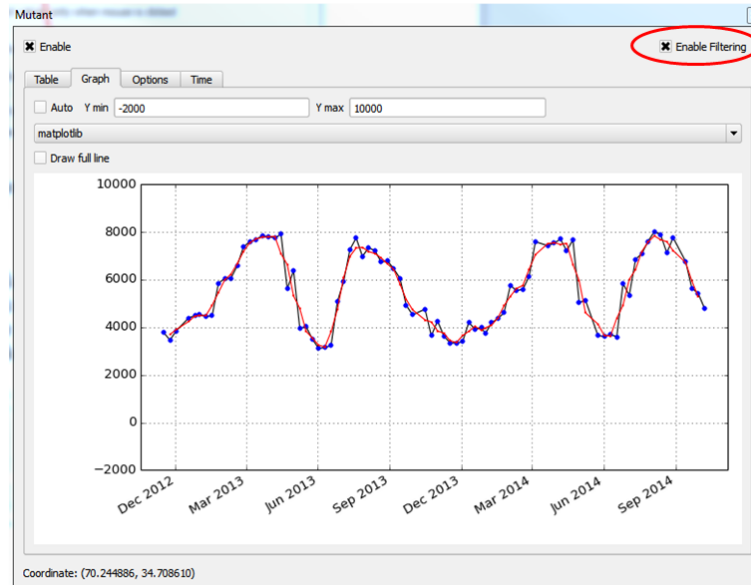 Mutant
Enable
Enable Filtering
Table Graph Options Time
Auto Y min -2000 Y max 10000
matplotlib
Draw full line
10000
8000
6000
4000
2000
0
−2000
Dec 2012 Mar 2013 Jun 2013 Sep 2013 Dec 2013 Mar 2014 Jun 2014 Sep 2014
Coordinate: (70.244886, 34.708610)